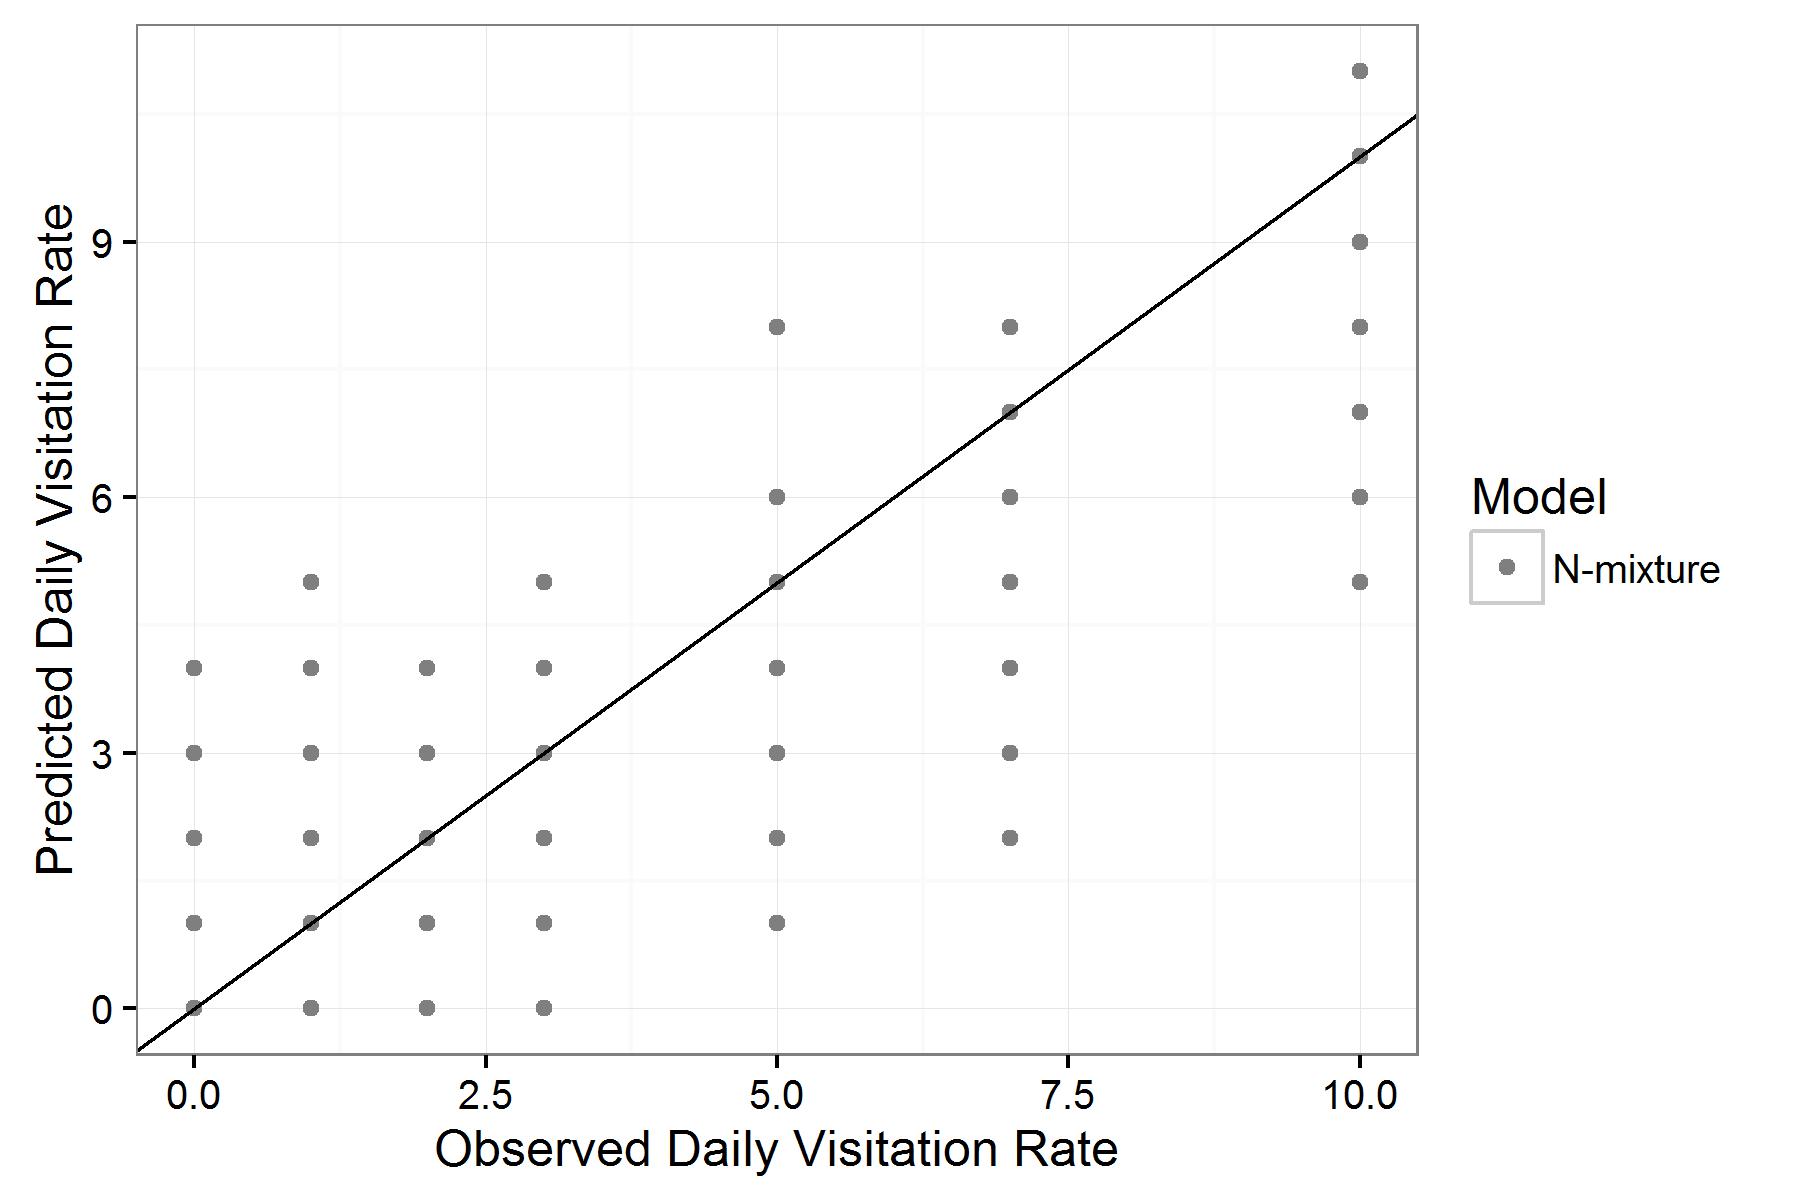 Predicted Daily Visitation Rate
9
6
3
0
0.0 2.5 5.0 7.5 10.0
Observed Daily Visitation Rate
Model
N-mixture